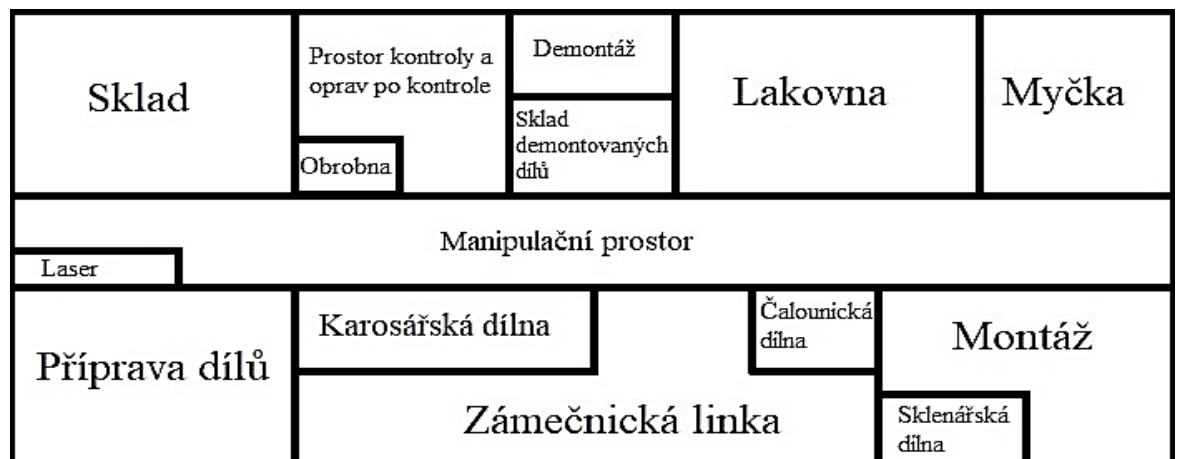 Sklad
Prostor kontroly a
oprav po kontrole
Obrobna
Demontáž
Sklad
demontovaných
dílů
Lakovna
Myčka
Manipulační prostor
Laser
Příprava dílů
Karosářská dílna
Zámečnická linka
Čalounická
dílna
Montáž
Sklenářská
dílna